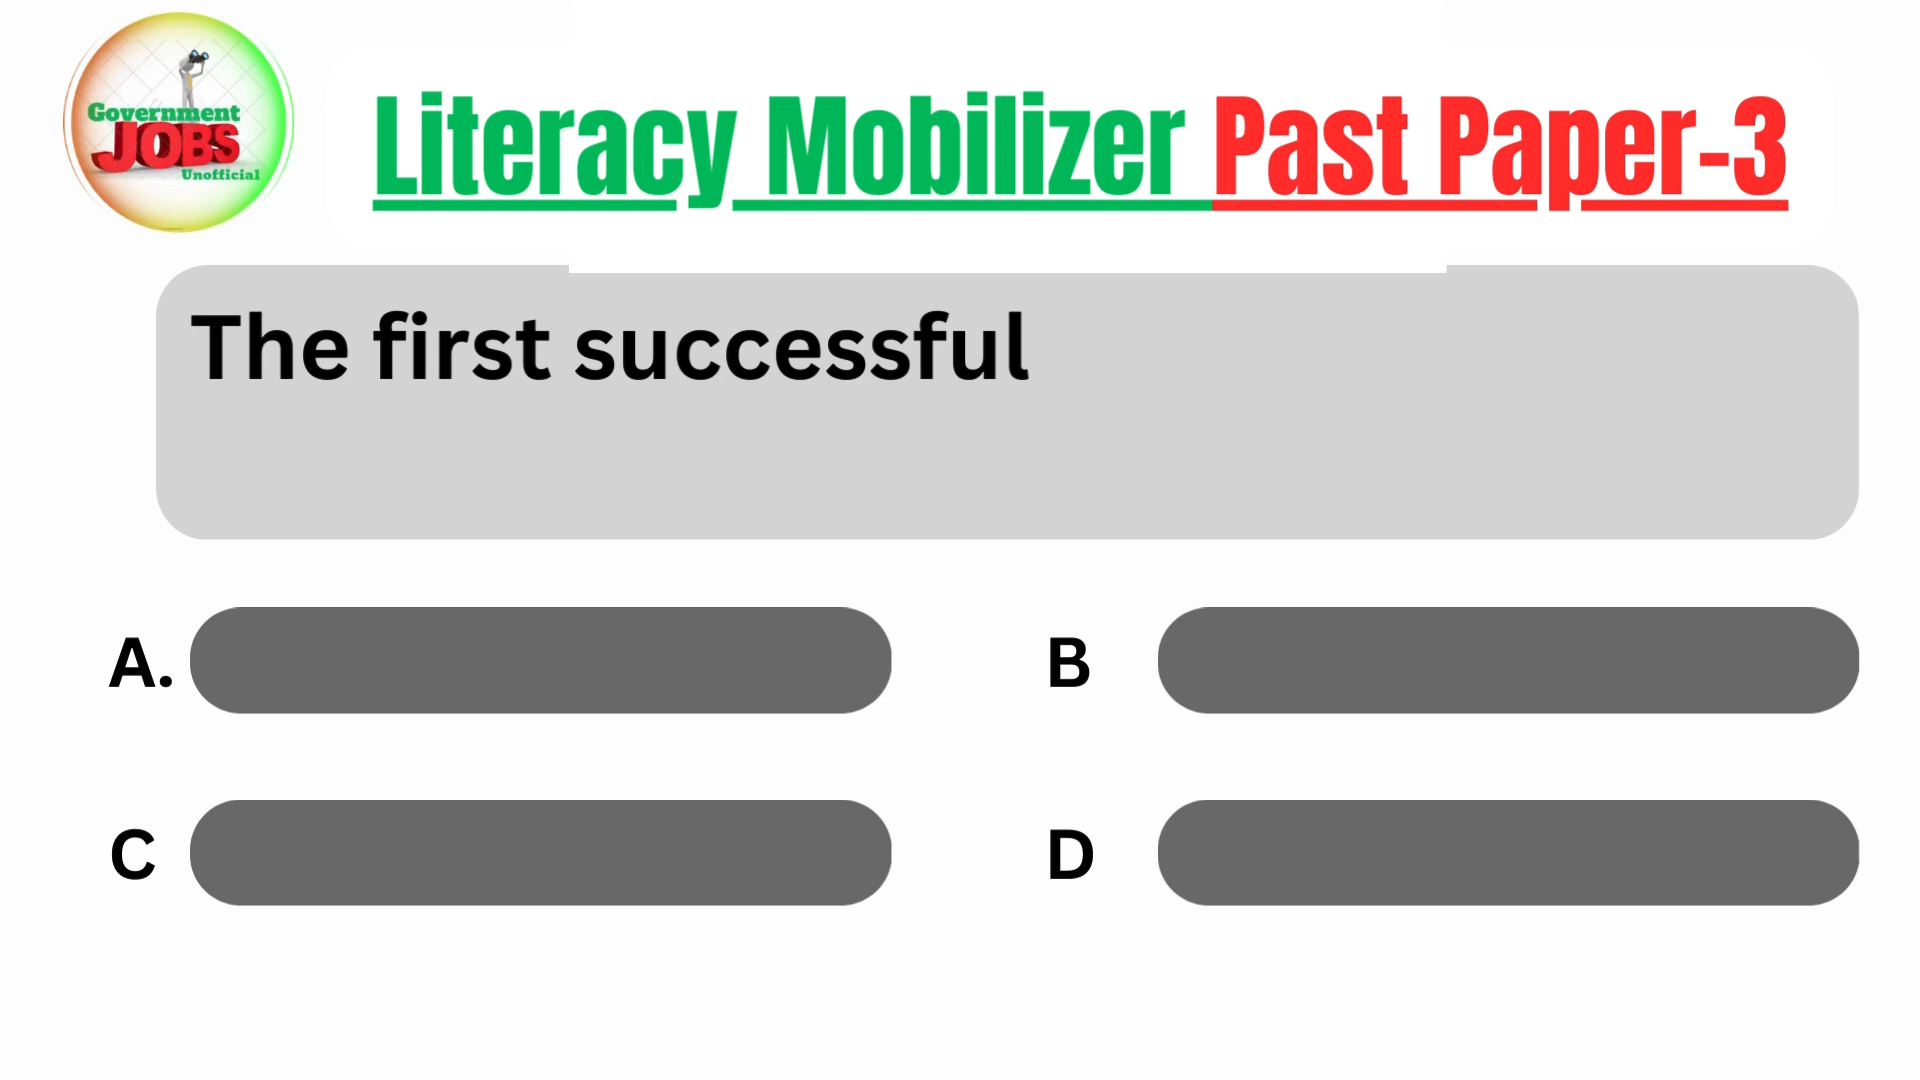 Government
JOBS
Unofficial
Literacy Mobilizer Past Paper-3
The first successful
A.
B
C
D